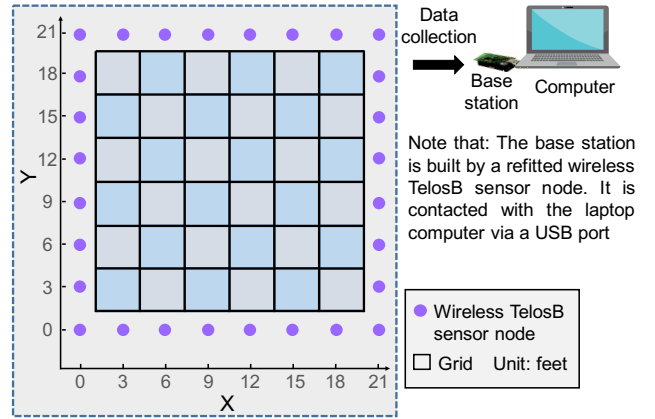 21
18
15
12
9
6
3
0
Y
0 3 6 9 12 15 18 21
X
Data
collection
Base
station
Computer
Note that: The base station
is built by a refitted wireless
TelosB sensor node. It is
contacted with the laptop
computer via a USB port
Wireless TelosB
sensor node
Grid Unit: feet